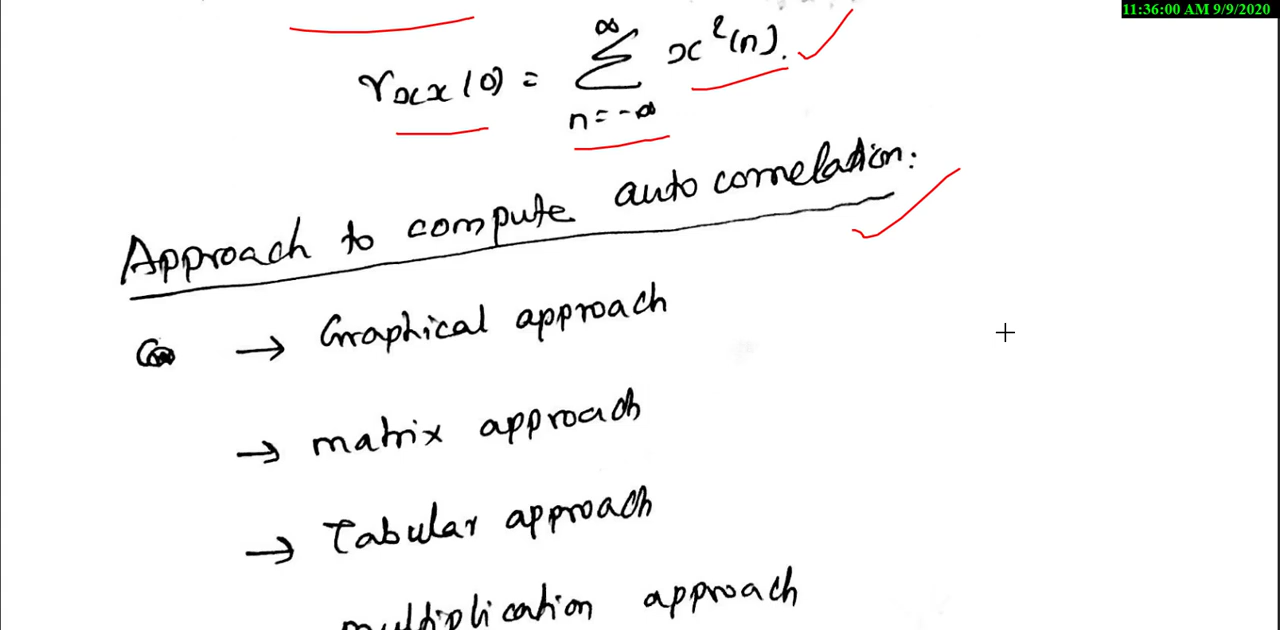 11:36:00 AM 9/9/2020
rxx(0) = ∞∑n=-∞ x²(n).
Approach to compute auto correlation:
→ Graphical approach
→ matrix approach
→ Tabular approach
multiplication approach